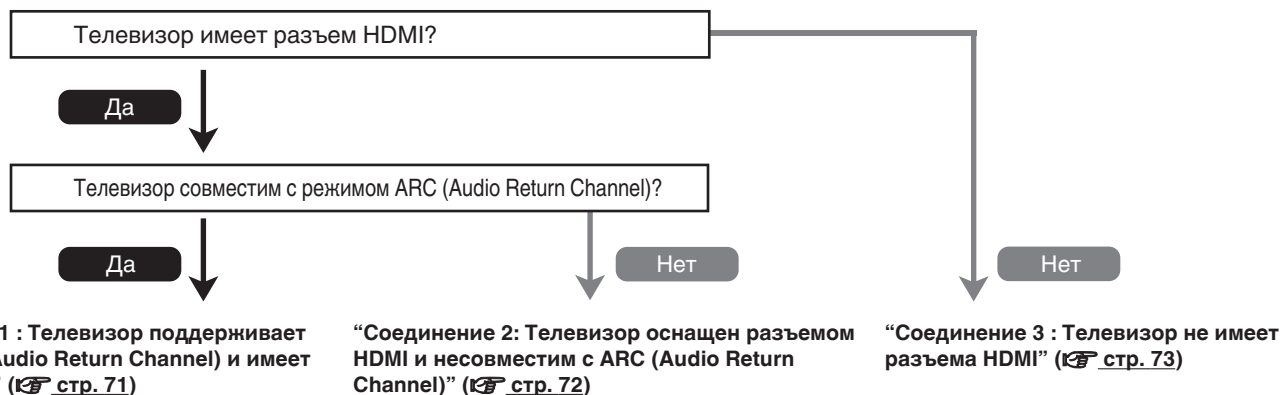 Телевизор имеет разъем HDMI?
Да
Телевизор совместим с режимом ARC (Audio Return Channel)?
Да
Нет
Нет
1 : Телевизор поддерживает
Audio Return Channel) и имеет
” (☞ стр. 71)
“Соединение 2: Телевизор оснащен разъемом
HDMI и несовместим с ARC (Audio Return
Channel)” (☞ стр. 72)
“Соединение 3 : Телевизор не имеет
разъема HDMI” (☞ стр. 73)